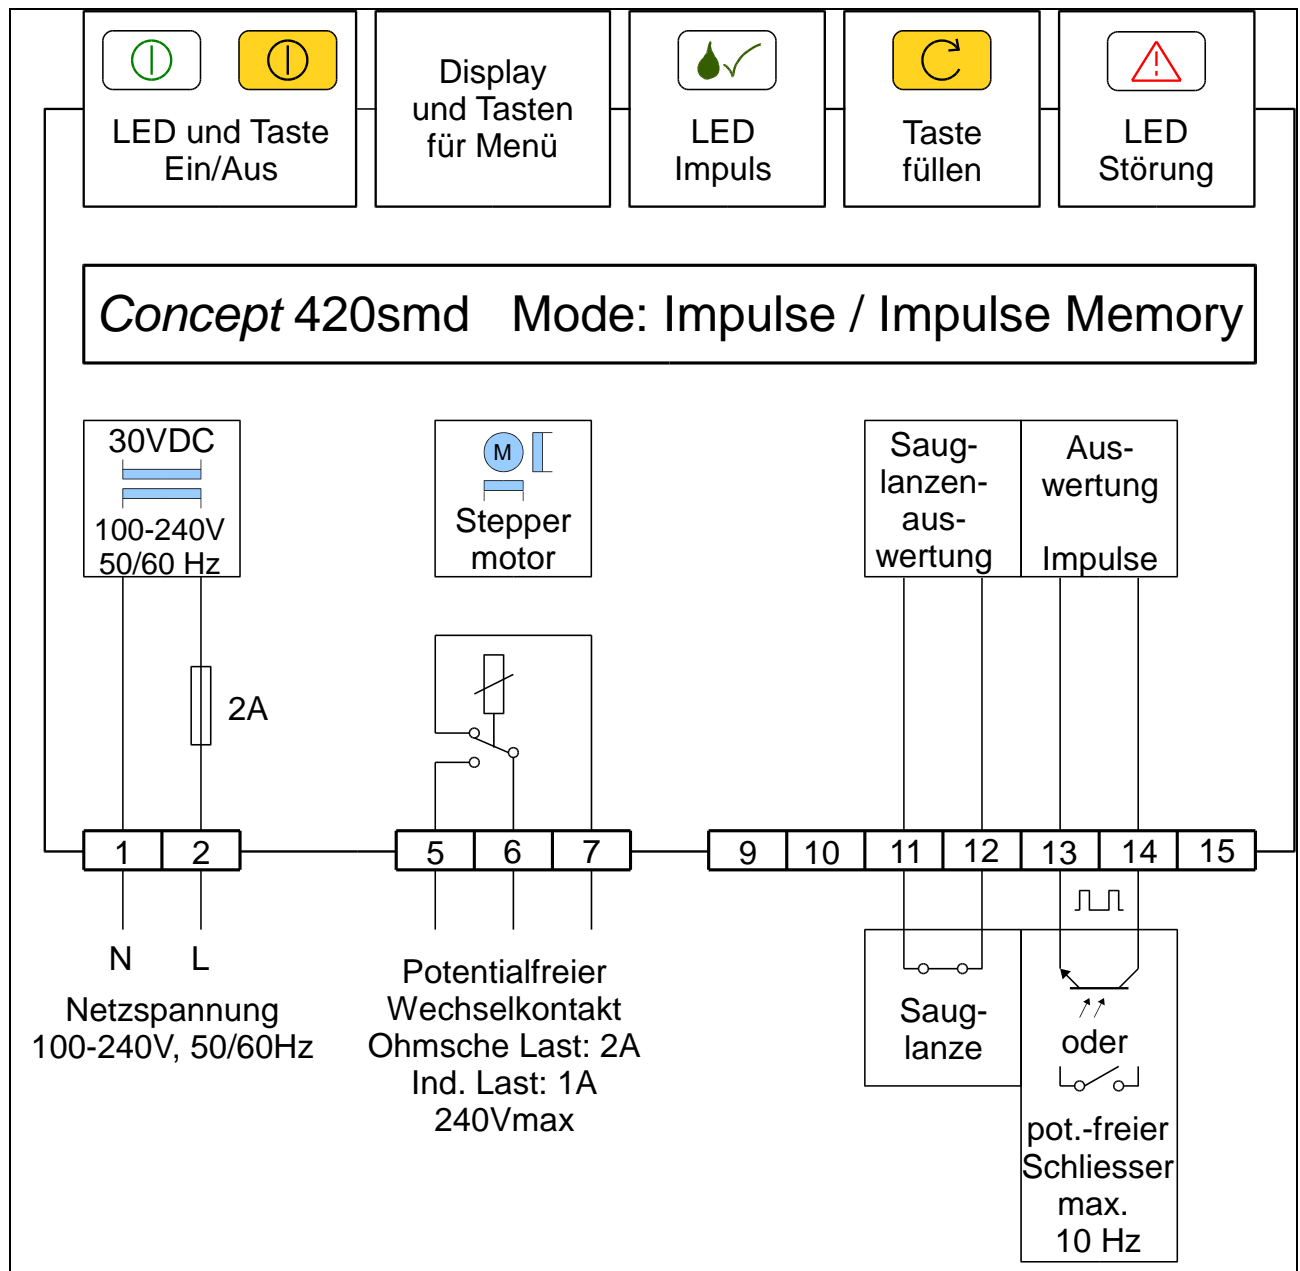 LED und Taste
Ein/Aus
Display
und Tasten
für Menü
LED
Impuls
Taste
füllen
LED
Störung
Concept 420smd Mode: Impulse / Impulse Memory
30VDC
100-240V
50/60 Hz
M
Stepper
motor
Saug-
lanzen-
aus-
wertung
Aus-
wertung
Impulse
2A
1 2 5 6 7 9 10 11 12 13 14 15
N L
Netzspannung
100-240V, 50/60Hz
Potentialfreier
Wechselkontakt
Ohmsche Last: 2A
Ind. Last: 1A
240Vmax
Saug-
lanze
oder
pot.-freier
Schliesser
max.
10 Hz